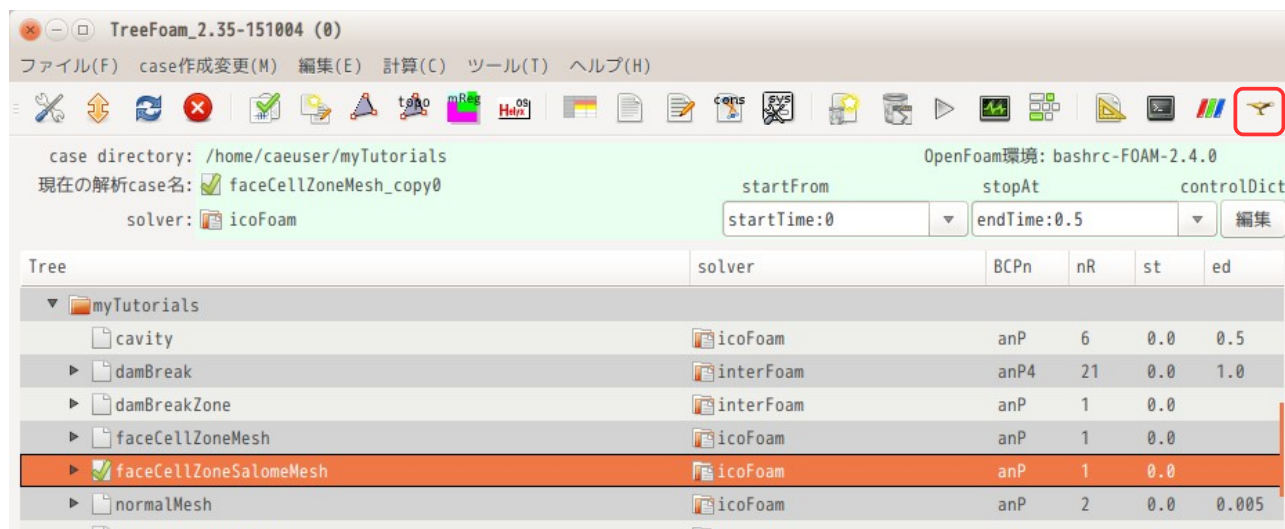 TreeFoam_2.35-151004 (0)
ファイル(F) case作成変更(M) 編集(E) 計算(C) ツール(T) ヘルプ(H)
topo mReg Helyx OS cons sys
case directory: /home/caeuser/myTutorials OpenFoam環境: bashrc-FOAM-2.4.0
現在の解析case名: faceCellZoneMesh_copy0 startFrom stopAt controlDict
solver: icoFoam startTime:0 endTime:0.5 編集
Tree solver BCPn nR st ed
myTutorials
cavity icoFoam anP 6 0.0 0.5
damBreak interFoam anP4 21 0.0 1.0
damBreakZone interFoam anP 1 0.0
faceCellZoneMesh icoFoam anP 1 0.0
faceCellZoneSalomeMesh icoFoam anP 1 0.0
normalMesh icoFoam anP 2 0.0 0.005